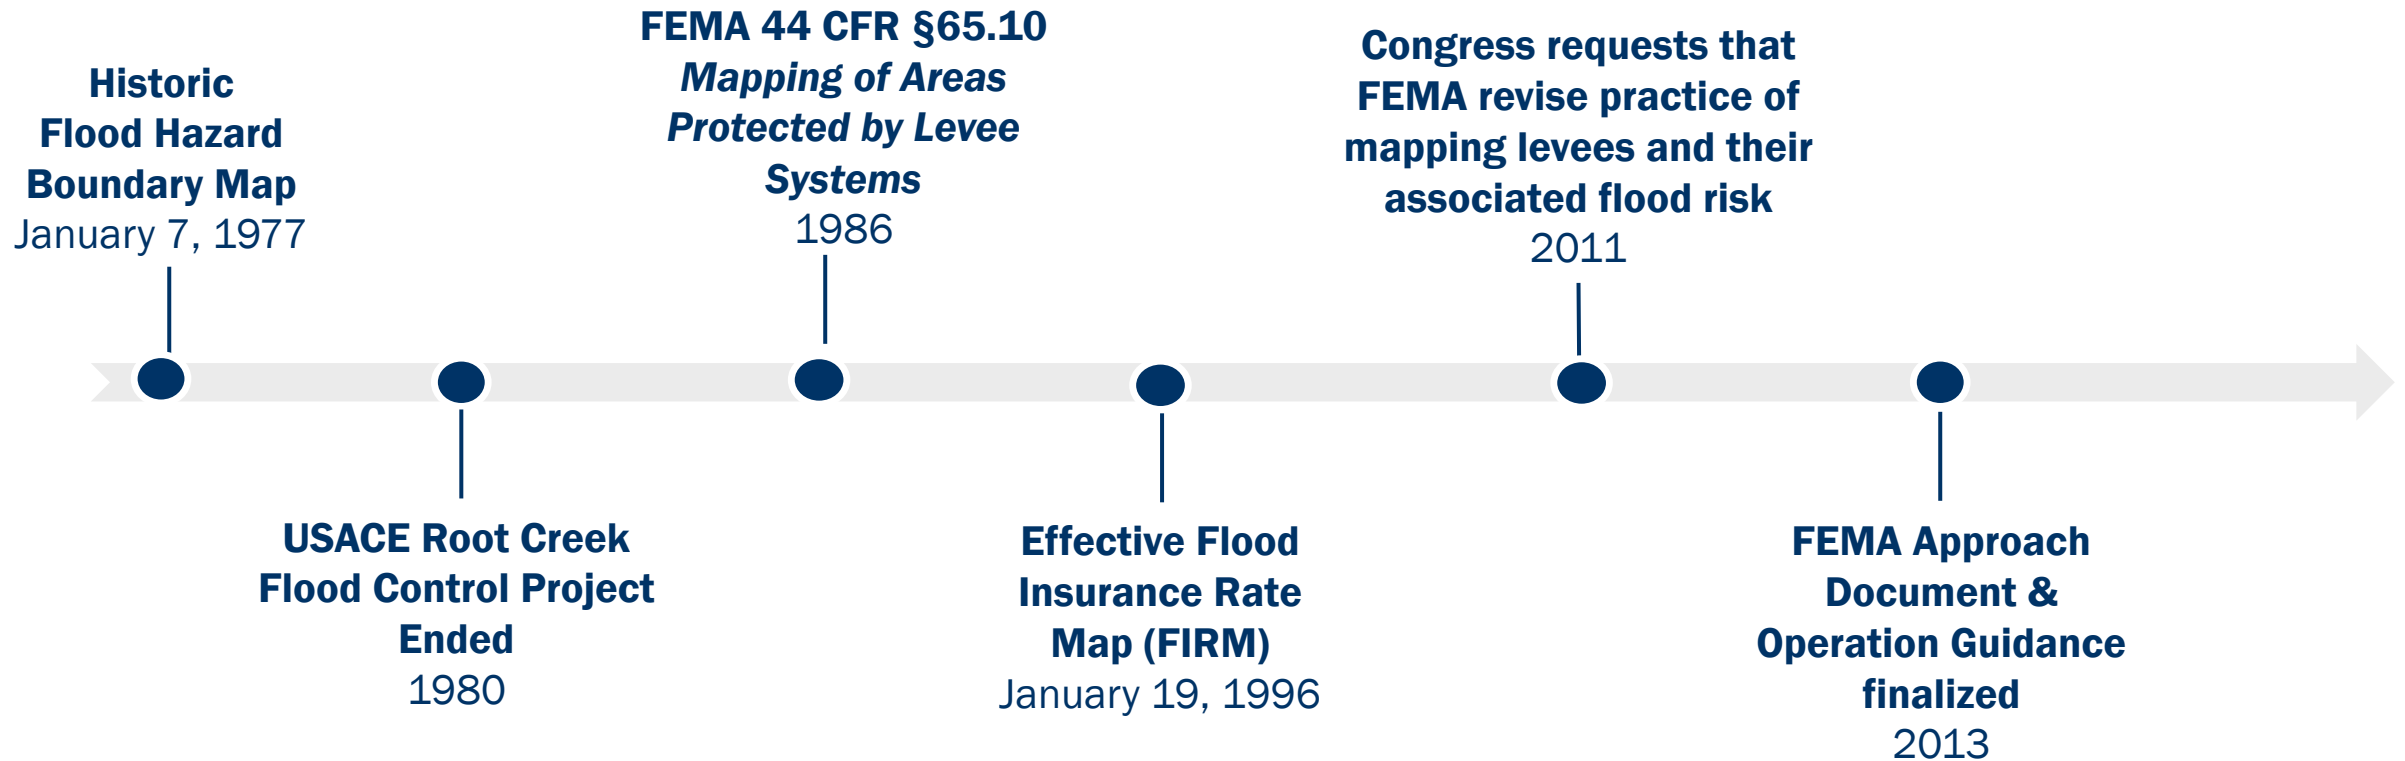 Historic
Flood Hazard
Boundary Map
January 7, 1977
USACE Root Creek
Flood Control Project
Ended
1980
FEMA 44 CFR §65.10
Mapping of Areas
Protected by Levee
Systems
1986
Effective Flood
Insurance Rate
Map (FIRM)
January 19, 1996
Congress requests that
FEMA revise practice of
mapping levees and their
associated flood risk
2011
FEMA Approach
Document &
Operation Guidance
finalized
2013